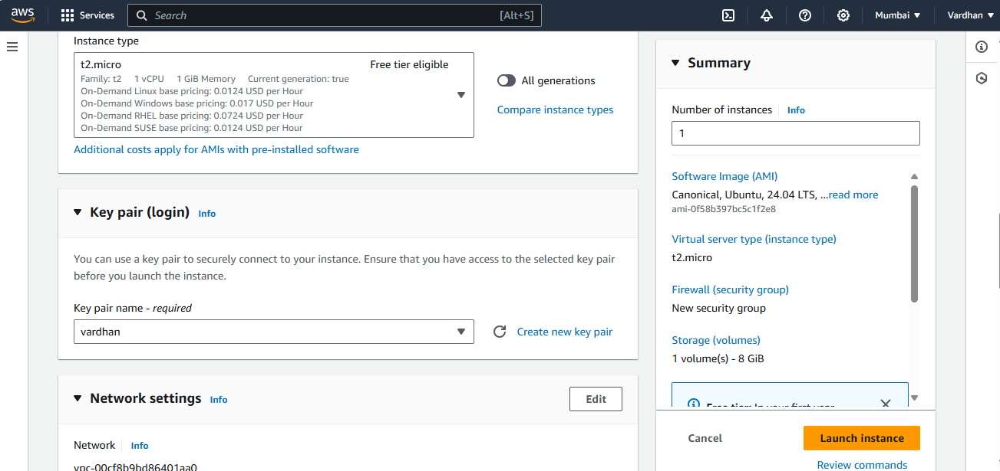 aws
Services
Search
[Alt+S]
Mumbai
Vardhan
Instance type
t2.micro
Free tier eligible
Family: t2 1 vCPU 1 GiB Memory Current generation: true
On-Demand Linux base pricing: 0.0124 USD per Hour
On-Demand Windows base pricing: 0.017 USD per Hour
On-Demand RHEL base pricing: 0.0724 USD per Hour
On-Demand SUSE base pricing: 0.0124 USD per Hour
All generations
Compare instance types
Additional costs apply for AMIs with pre-installed software
Key pair (login) Info
You can use a key pair to securely connect to your instance. Ensure that you have access to the selected key pair
before you launch the instance.
Key pair name - required
vardhan
Create new key pair
Network settings Info
Edit
Network Info
vpc-00cf8b9bd86401aa0
Summary
Number of instances Info
1
Software Image (AMI)
Canonical, Ubuntu, 24.04 LTS, ...read more
ami-0f58b397bc5c1f2e8
Virtual server type (instance type)
t2.micro
Firewall (security group)
New security group
Storage (volumes)
1 volume(s) - 8 GiB
Free tier: In your first year
Cancel
Launch instance
Review commands